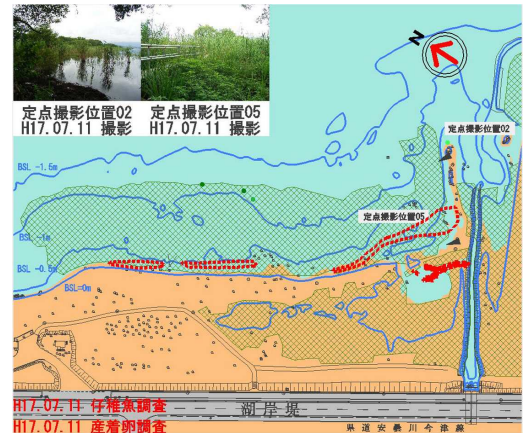 定点撮影位置02
H17.07.11 撮影
定点撮影位置05
H17.07.11 撮影
N
定点撮影位置02
BSL -1.5m
定点撮影位置05
BSL -1m
BSL -0.5m
BSL=0m
H17.07.11 仔稚魚調査
湖岸堤
H17.07.11 産着卵調査
県道安曇川今津線